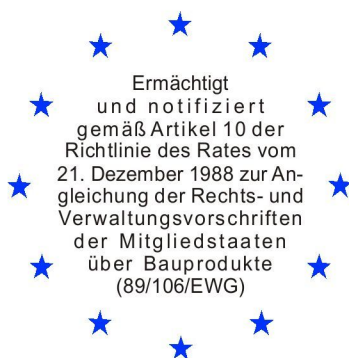 Ermächtigt
und notifiziert
gemäß Artikel 10 der
Richtlinie des Rates vom
21. Dezember 1988 zur An-
gleichung der Rechts- und
Verwaltungsvorschriften
der Mitgliedstaaten
über Bauprodukte
(89/106/EWG)